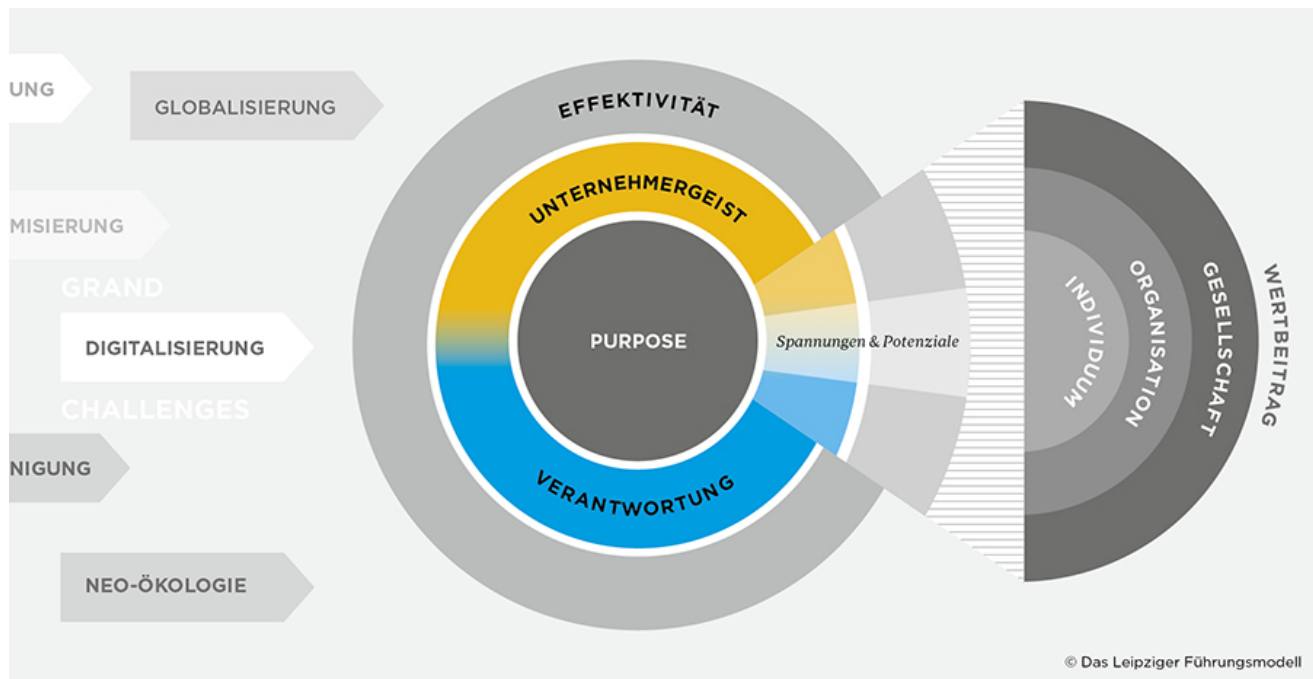 UNG
GLOBALISIERUNG
MISIERUNG
GRAND
DIGITALISIERUNG
CHALLENGES
NIGUNG
NEO-ÖKOLOGIE
EFFEKTIVITÄT
UNTERNEHMERGEIST
PURPOSE
VERANTWORTUNG
Spannungen & Potenziale
INDIVIDUUM
ORGANISATION
GESELLSCHAFT
WERTBEITRAG
© Das Leipziger Führungsmodell